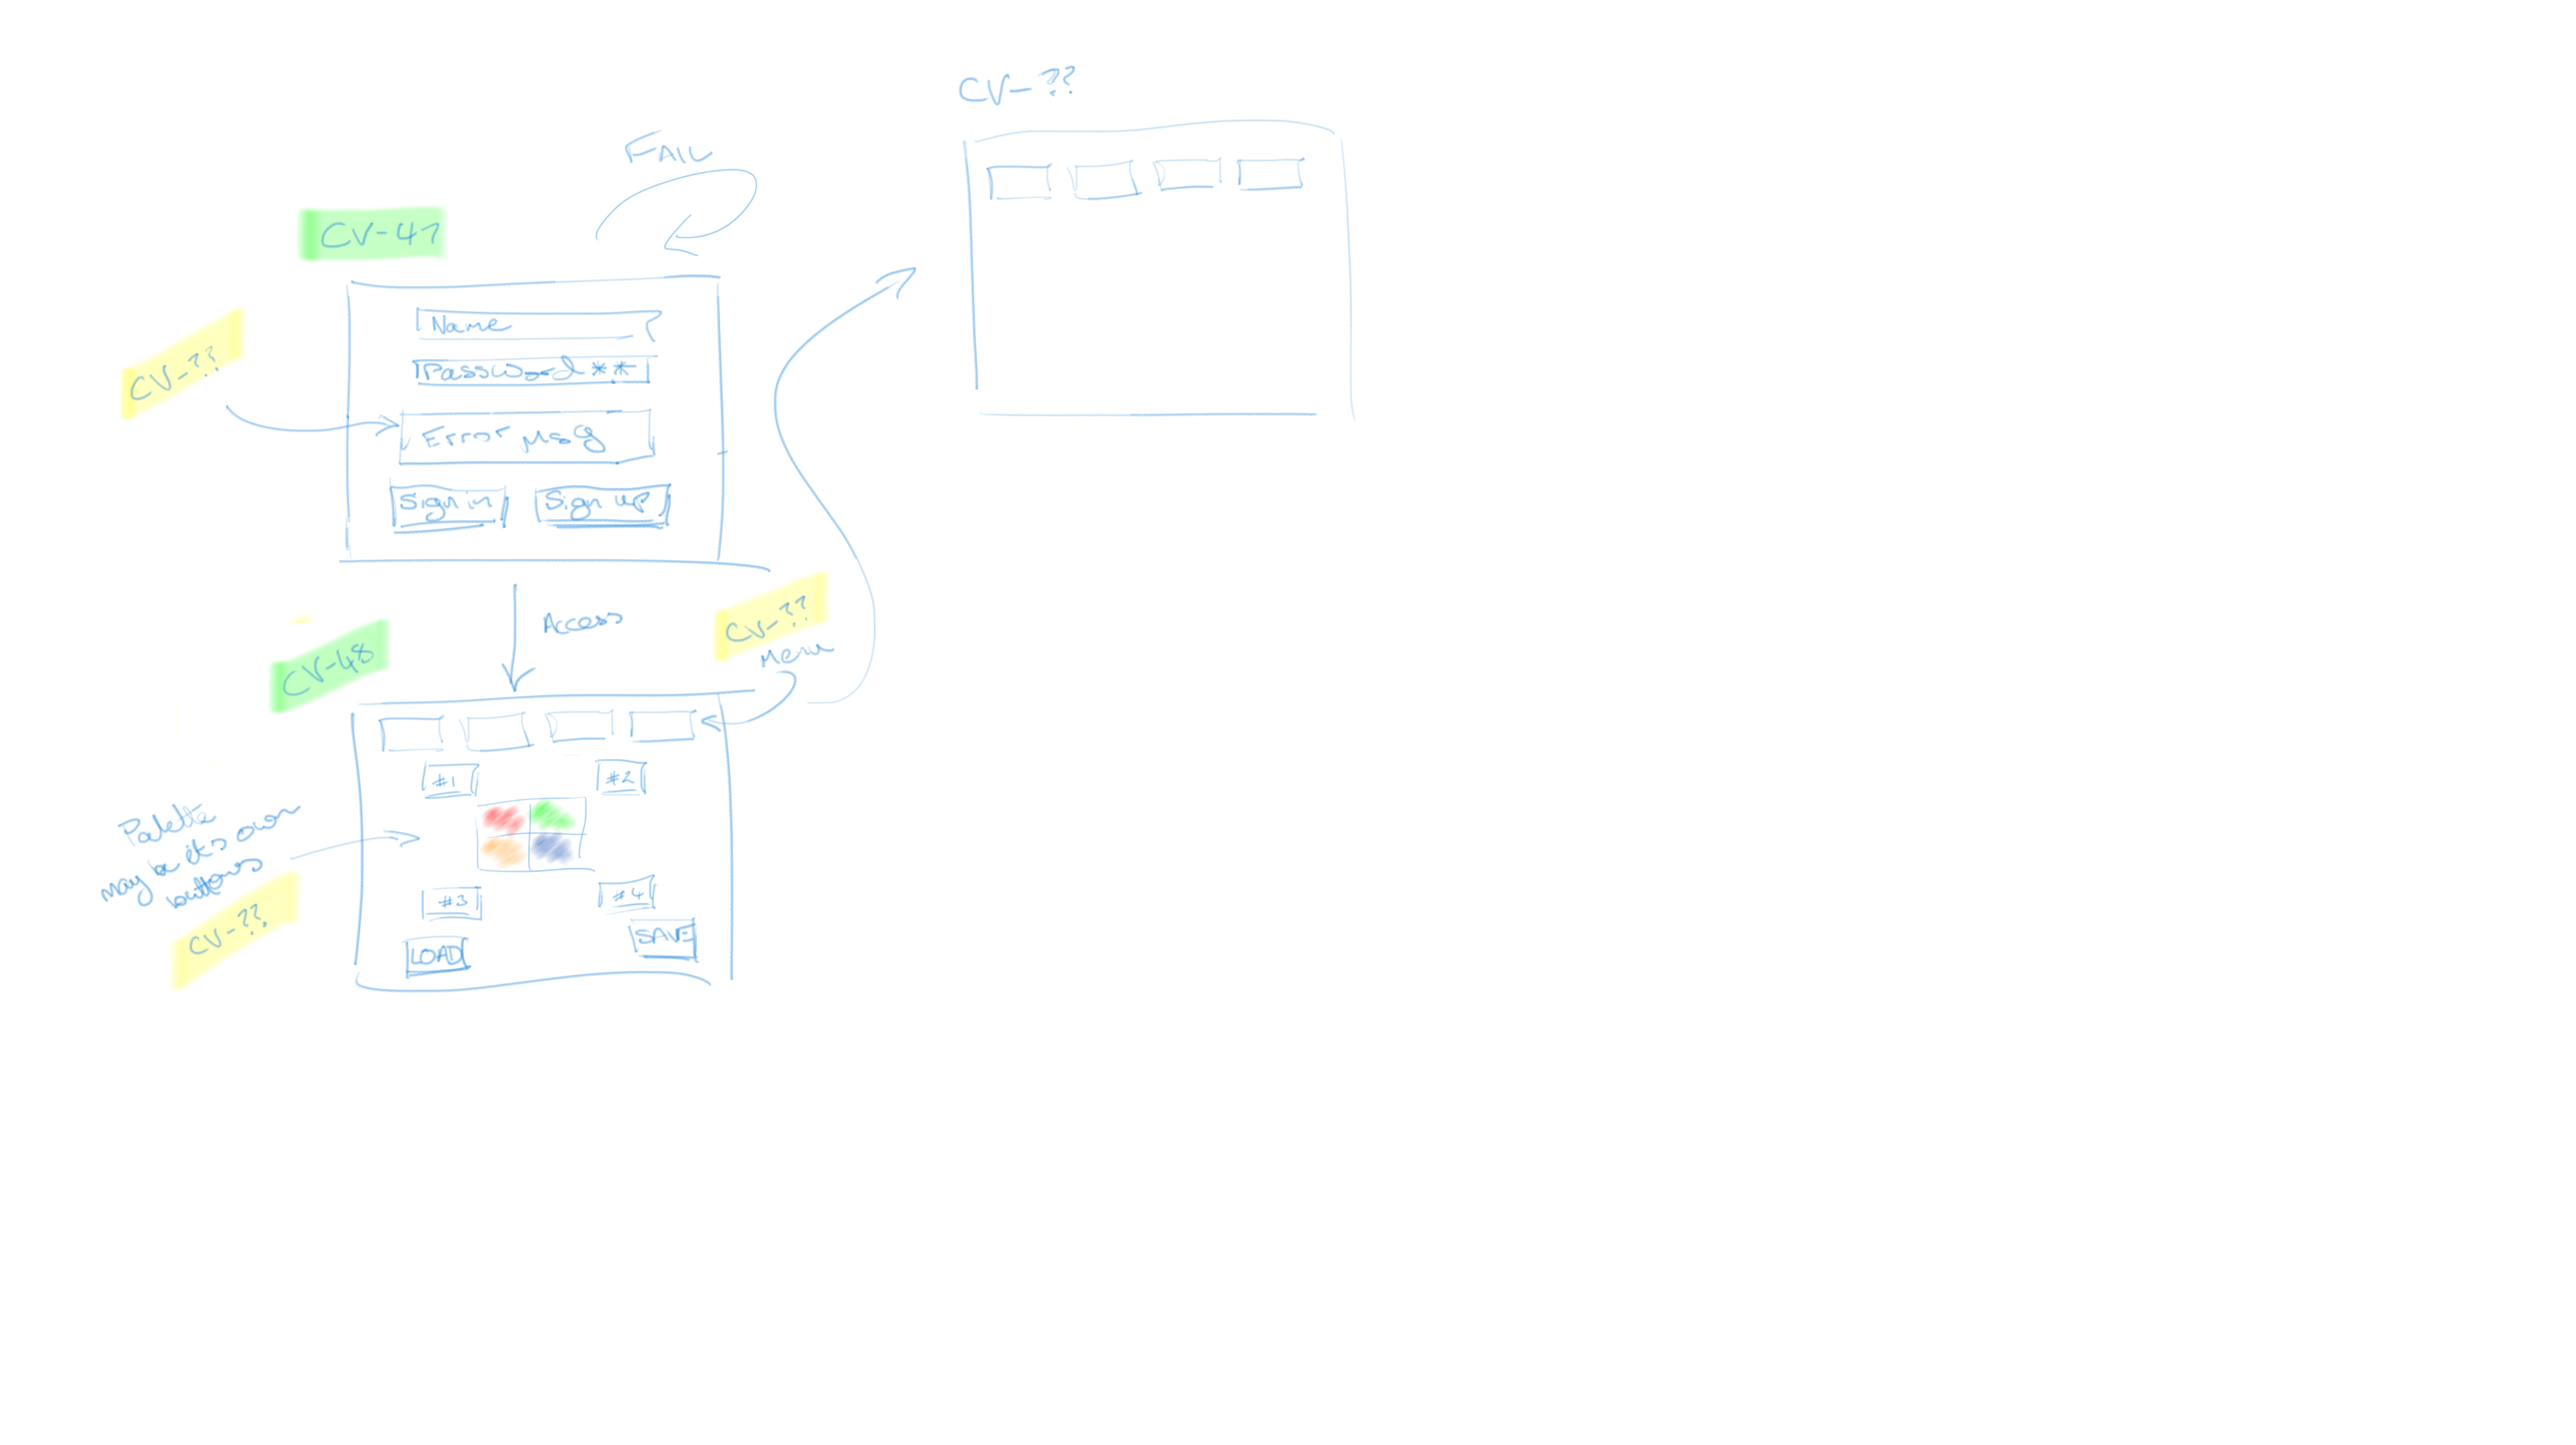 CV-??
FAIL
CV-47
Name
CV-??
Password **
Error Msg
Sign in
Sign up
Access
CV-??
Menu
CV-48
#1
#2
Palette
may be it's own
buttons
CV-??
#3
#4
LOAD
SAVE